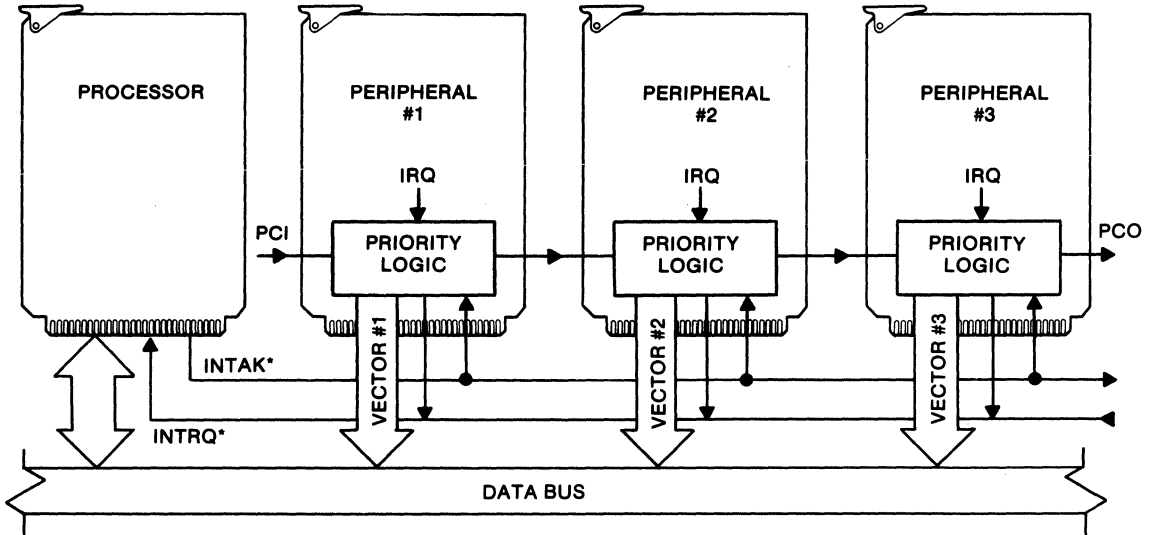 PROCESSOR
PERIPHERAL
#1
PERIPHERAL
#2
PERIPHERAL
#3
IRQ
IRQ
IRQ
PCI
PRIORITY
LOGIC
PRIORITY
LOGIC
PRIORITY
LOGIC
PCO
VECTOR #1
VECTOR #2
VECTOR #3
INTAK*
INTRQ*
DATA BUS